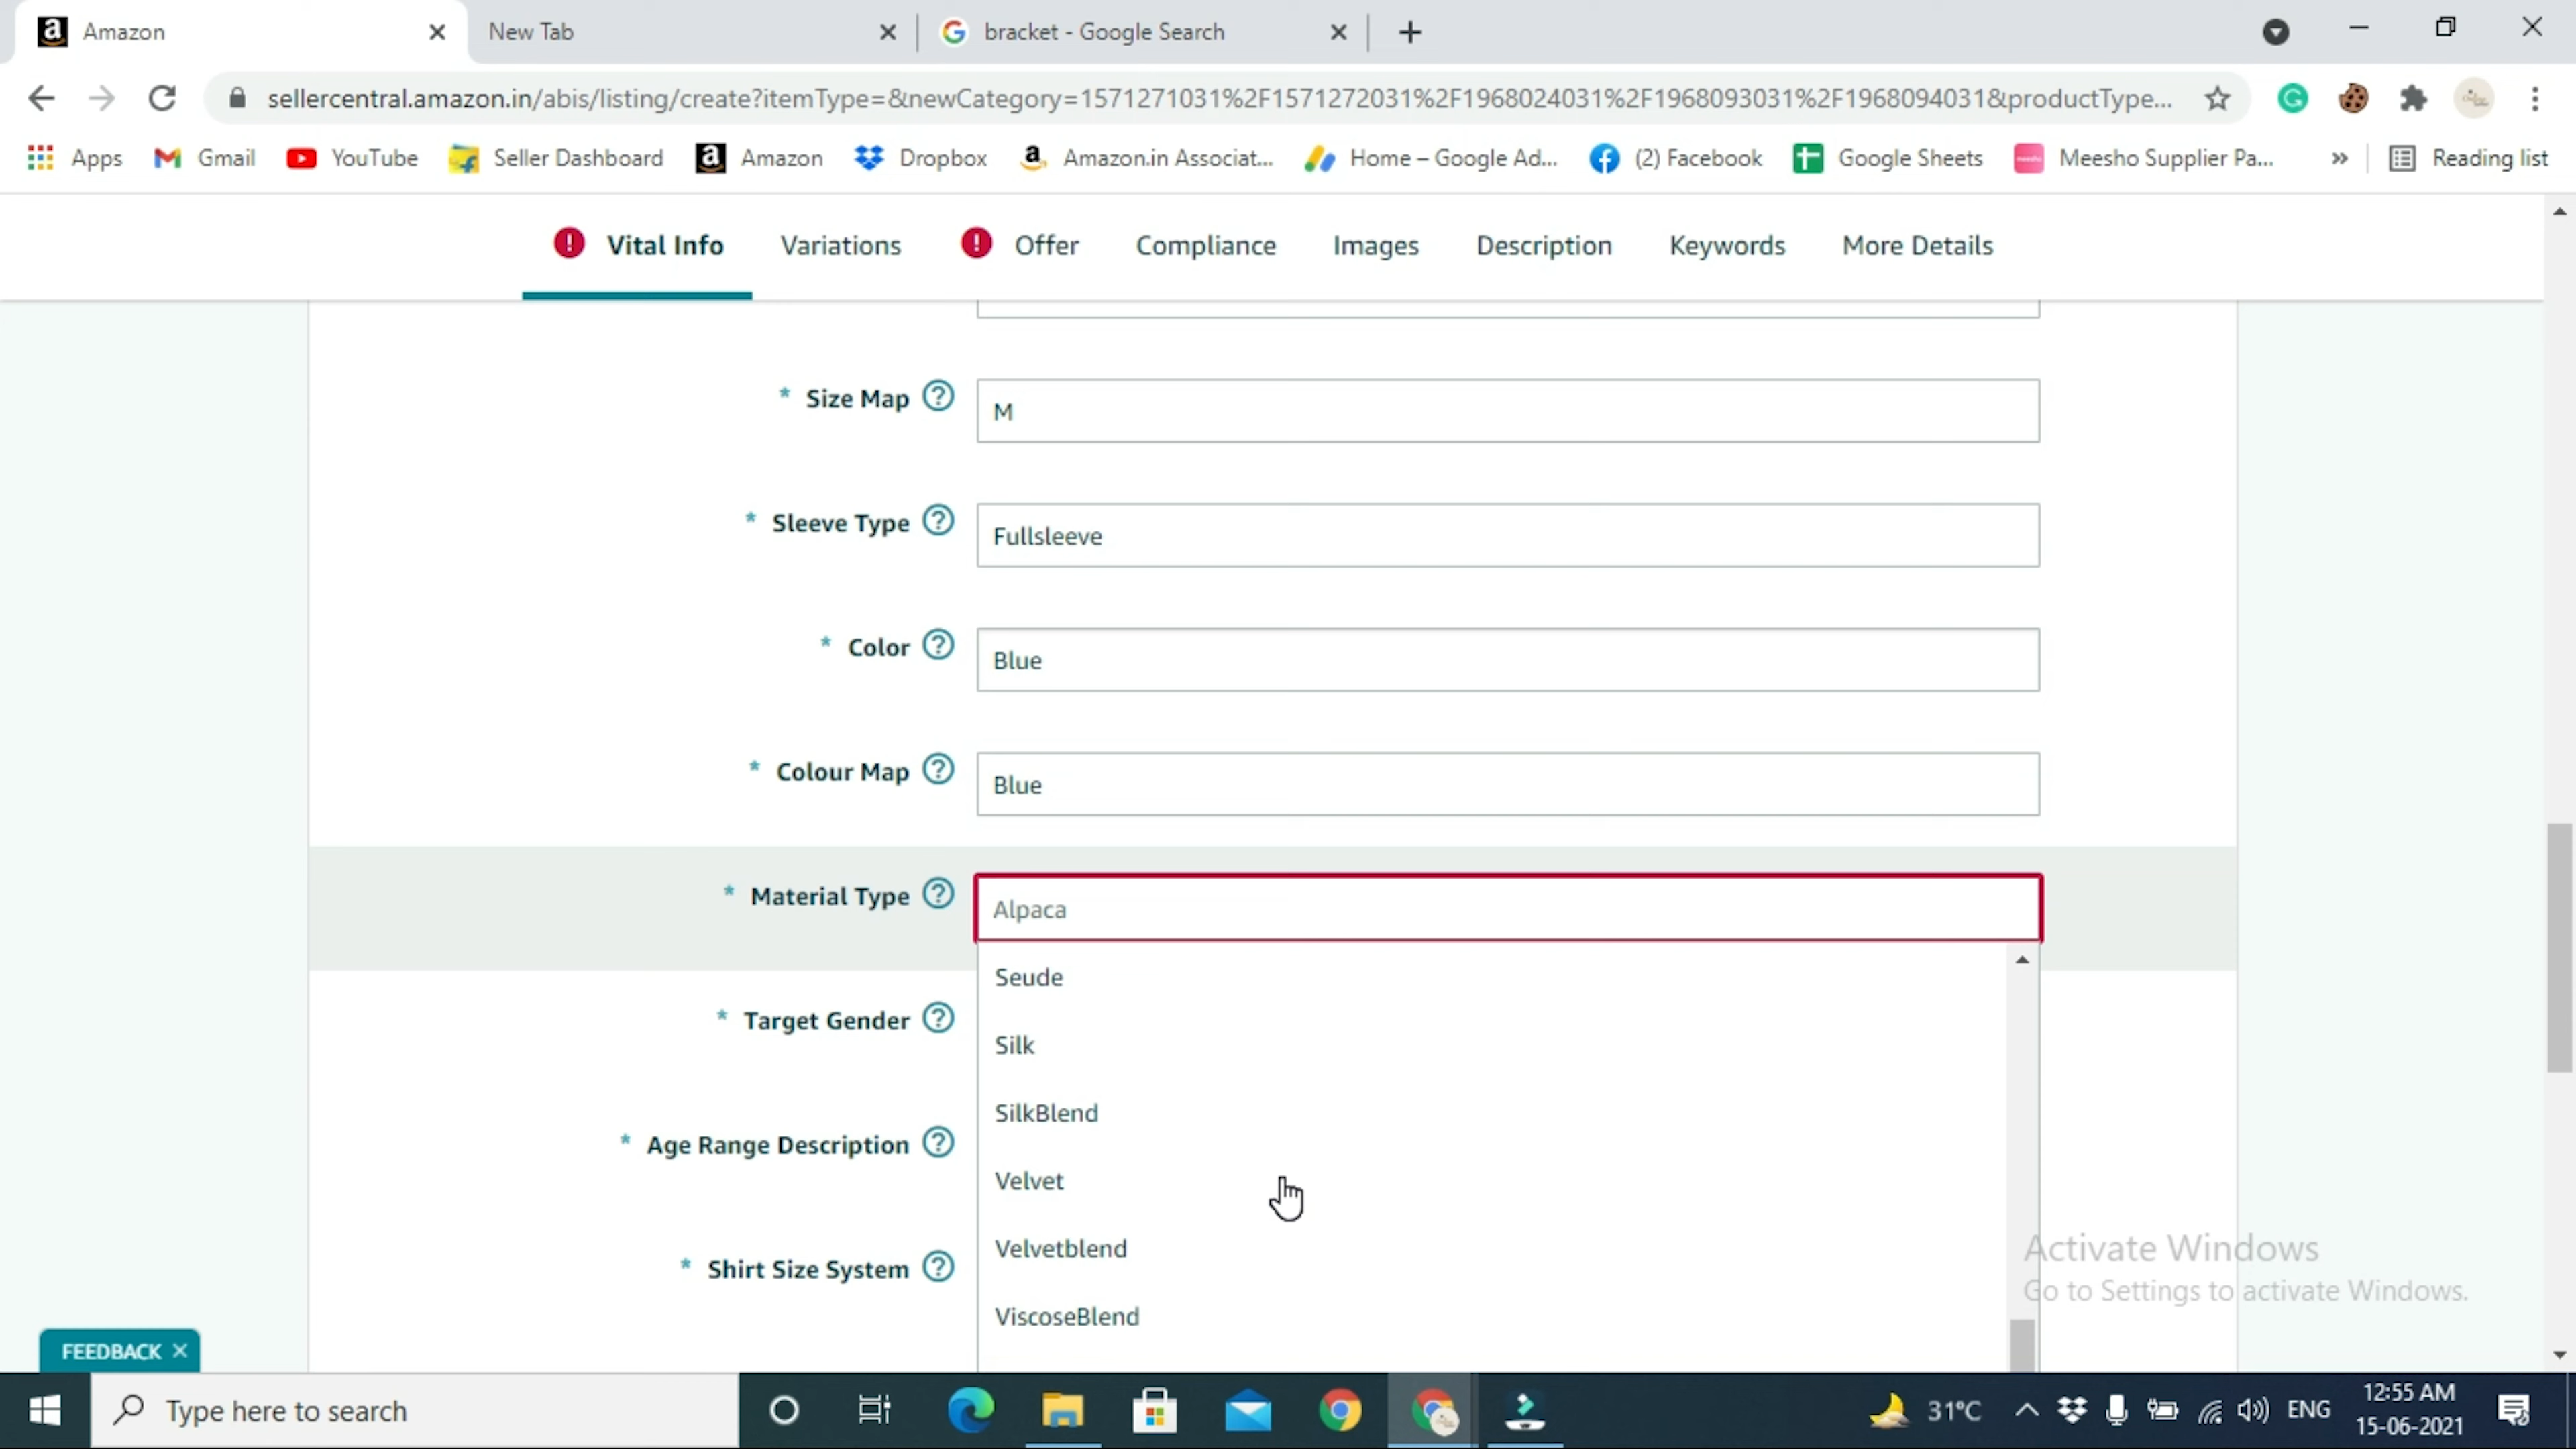 Amazon
New Tab
bracket - Google Search
sellercentral.amazon.in/abis/listing/create?itemType=&newCategory=1571271031%2F1571272031%2F1968024031%2F1968093031%2F1968094031&productType...
Apps
Gmail
YouTube
Seller Dashboard
Amazon
Dropbox
Amazon.in Associat...
Home – Google Ad...
(2) Facebook
Google Sheets
Meesho Supplier Pa...
»
Reading list
Vital Info
Variations
Offer
Compliance
Images
Description
Keywords
More Details
* Size Map ?
M
* Sleeve Type ?
Fullsleeve
* Color ?
Blue
* Colour Map ?
Blue
* Material Type ?
Alpaca
Seude
Silk
SilkBlend
Velvet
Velvetblend
ViscoseBlend
* Target Gender ?
* Age Range Description ?
* Shirt Size System ?
Activate Windows
Go to Settings to activate Windows.
FEEDBACK ×
Type here to search
31°C
ENG
12:55 AM
15-06-2021